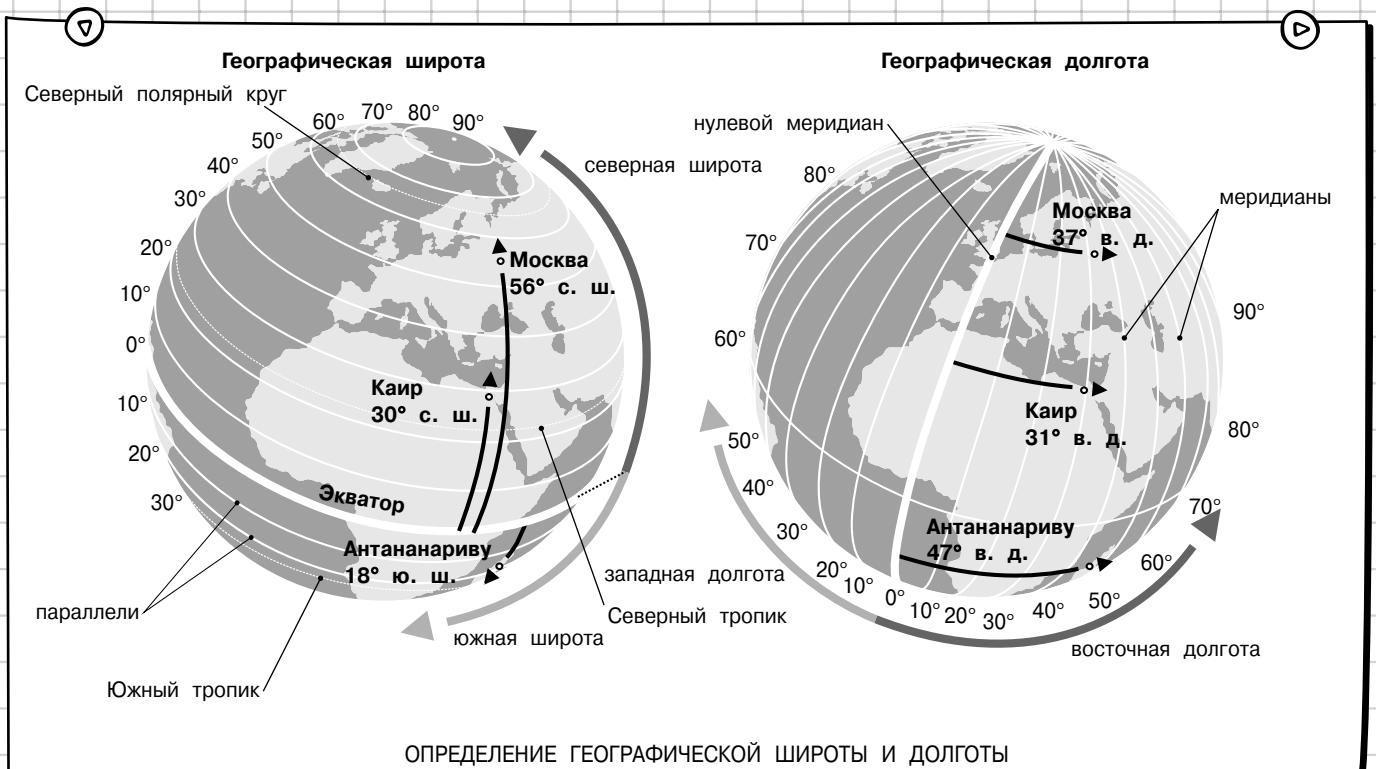 Географическая широта
Северный полярный круг
90°
80°
70°
60°
50°
40°
30°
20°
10°
0°
10°
20°
30°
северная широта
Москва
56° с. ш.
Каир
30° с. ш.
Экватор
Антананариву
18° ю. ш.
параллели
Южный тропик
южная широта
Северный тропик
Географическая долгота
нулевой меридиан
меридианы
Москва
37° в. д.
Каир
31° в. д.
Антананариву
47° в. д.
80°
70°
60°
50°
40°
30°
20°
10°
0°
10°
20°
30°
40°
50°
60°
70°
80°
90°
западная долгота
восточная долгота
ОПРЕДЕЛЕНИЕ ГЕОГРАФИЧЕСКОЙ ШИРОТЫ И ДОЛГОТЫ